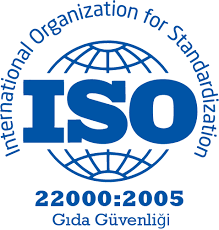 International Organization for Standardization
ISO
22000:2005
Gıda Güvenliği